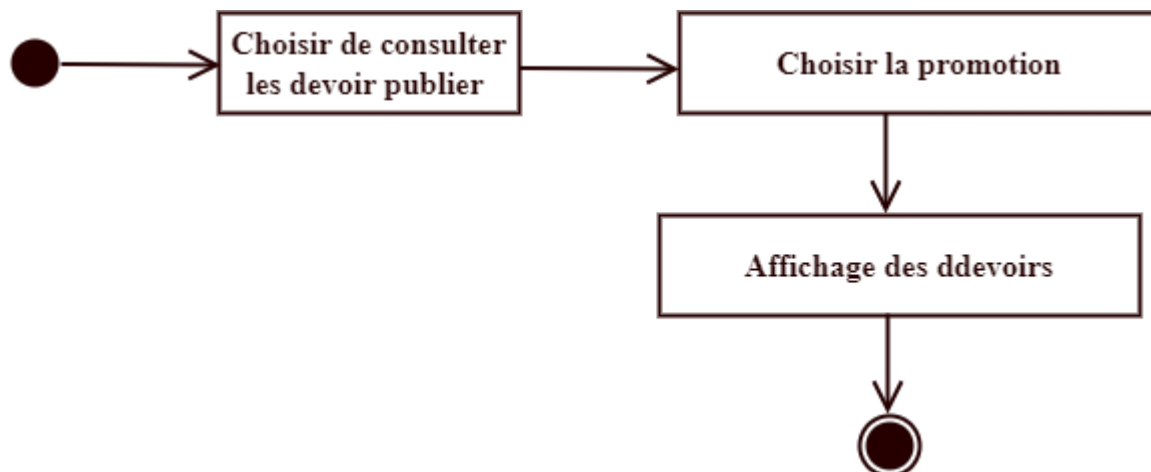 Choisir de consulter
les devoir publier
Choisir la promotion
Affichage des ddevoirs